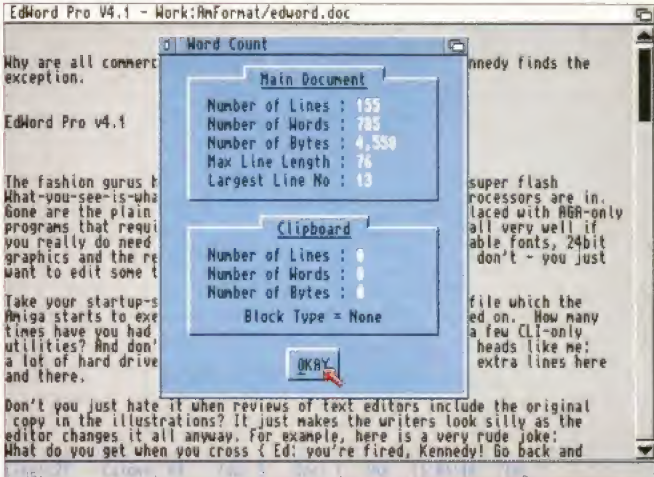 EdWord Pro V4.1 - Work:AmFormat/edword.doc
Why are all commerc
nnedy finds the
exception.
EdWord Pro v4.1
The fashion gurus h
super flash
What-you-see-is-wha
rocessors are in.
Gone are the plain
laced with AGA-only
programs that requi
all very well if
you really do need
able fonts, 24bit
graphics and the re
don't - you just
want to edit some t
Take your startup-s
file which the
Amiga starts to exe
ed on. How many
times have you had
a few CLI-only
utilities? And don'
heads like me:
a lot of hard drive
extra lines here
and there.
Don't you just hate it when reviews of text editors include the original
copy in the illustrations? It just makes the writers look silly as the
editor changes it all anyway. For example, here is a very rude joke:
What do you get when you cross { Ed: you're fired, Kennedy! Go back and
Word Count
Main Document
Number of Lines : 155
Number of Words : 785
Number of Bytes : 4,550
Max Line Length : 76
Largest Line No : 13
Clipboard
Number of Lines : 0
Number of Words : 0
Number of Bytes : 0
Block Type = None
OKAY